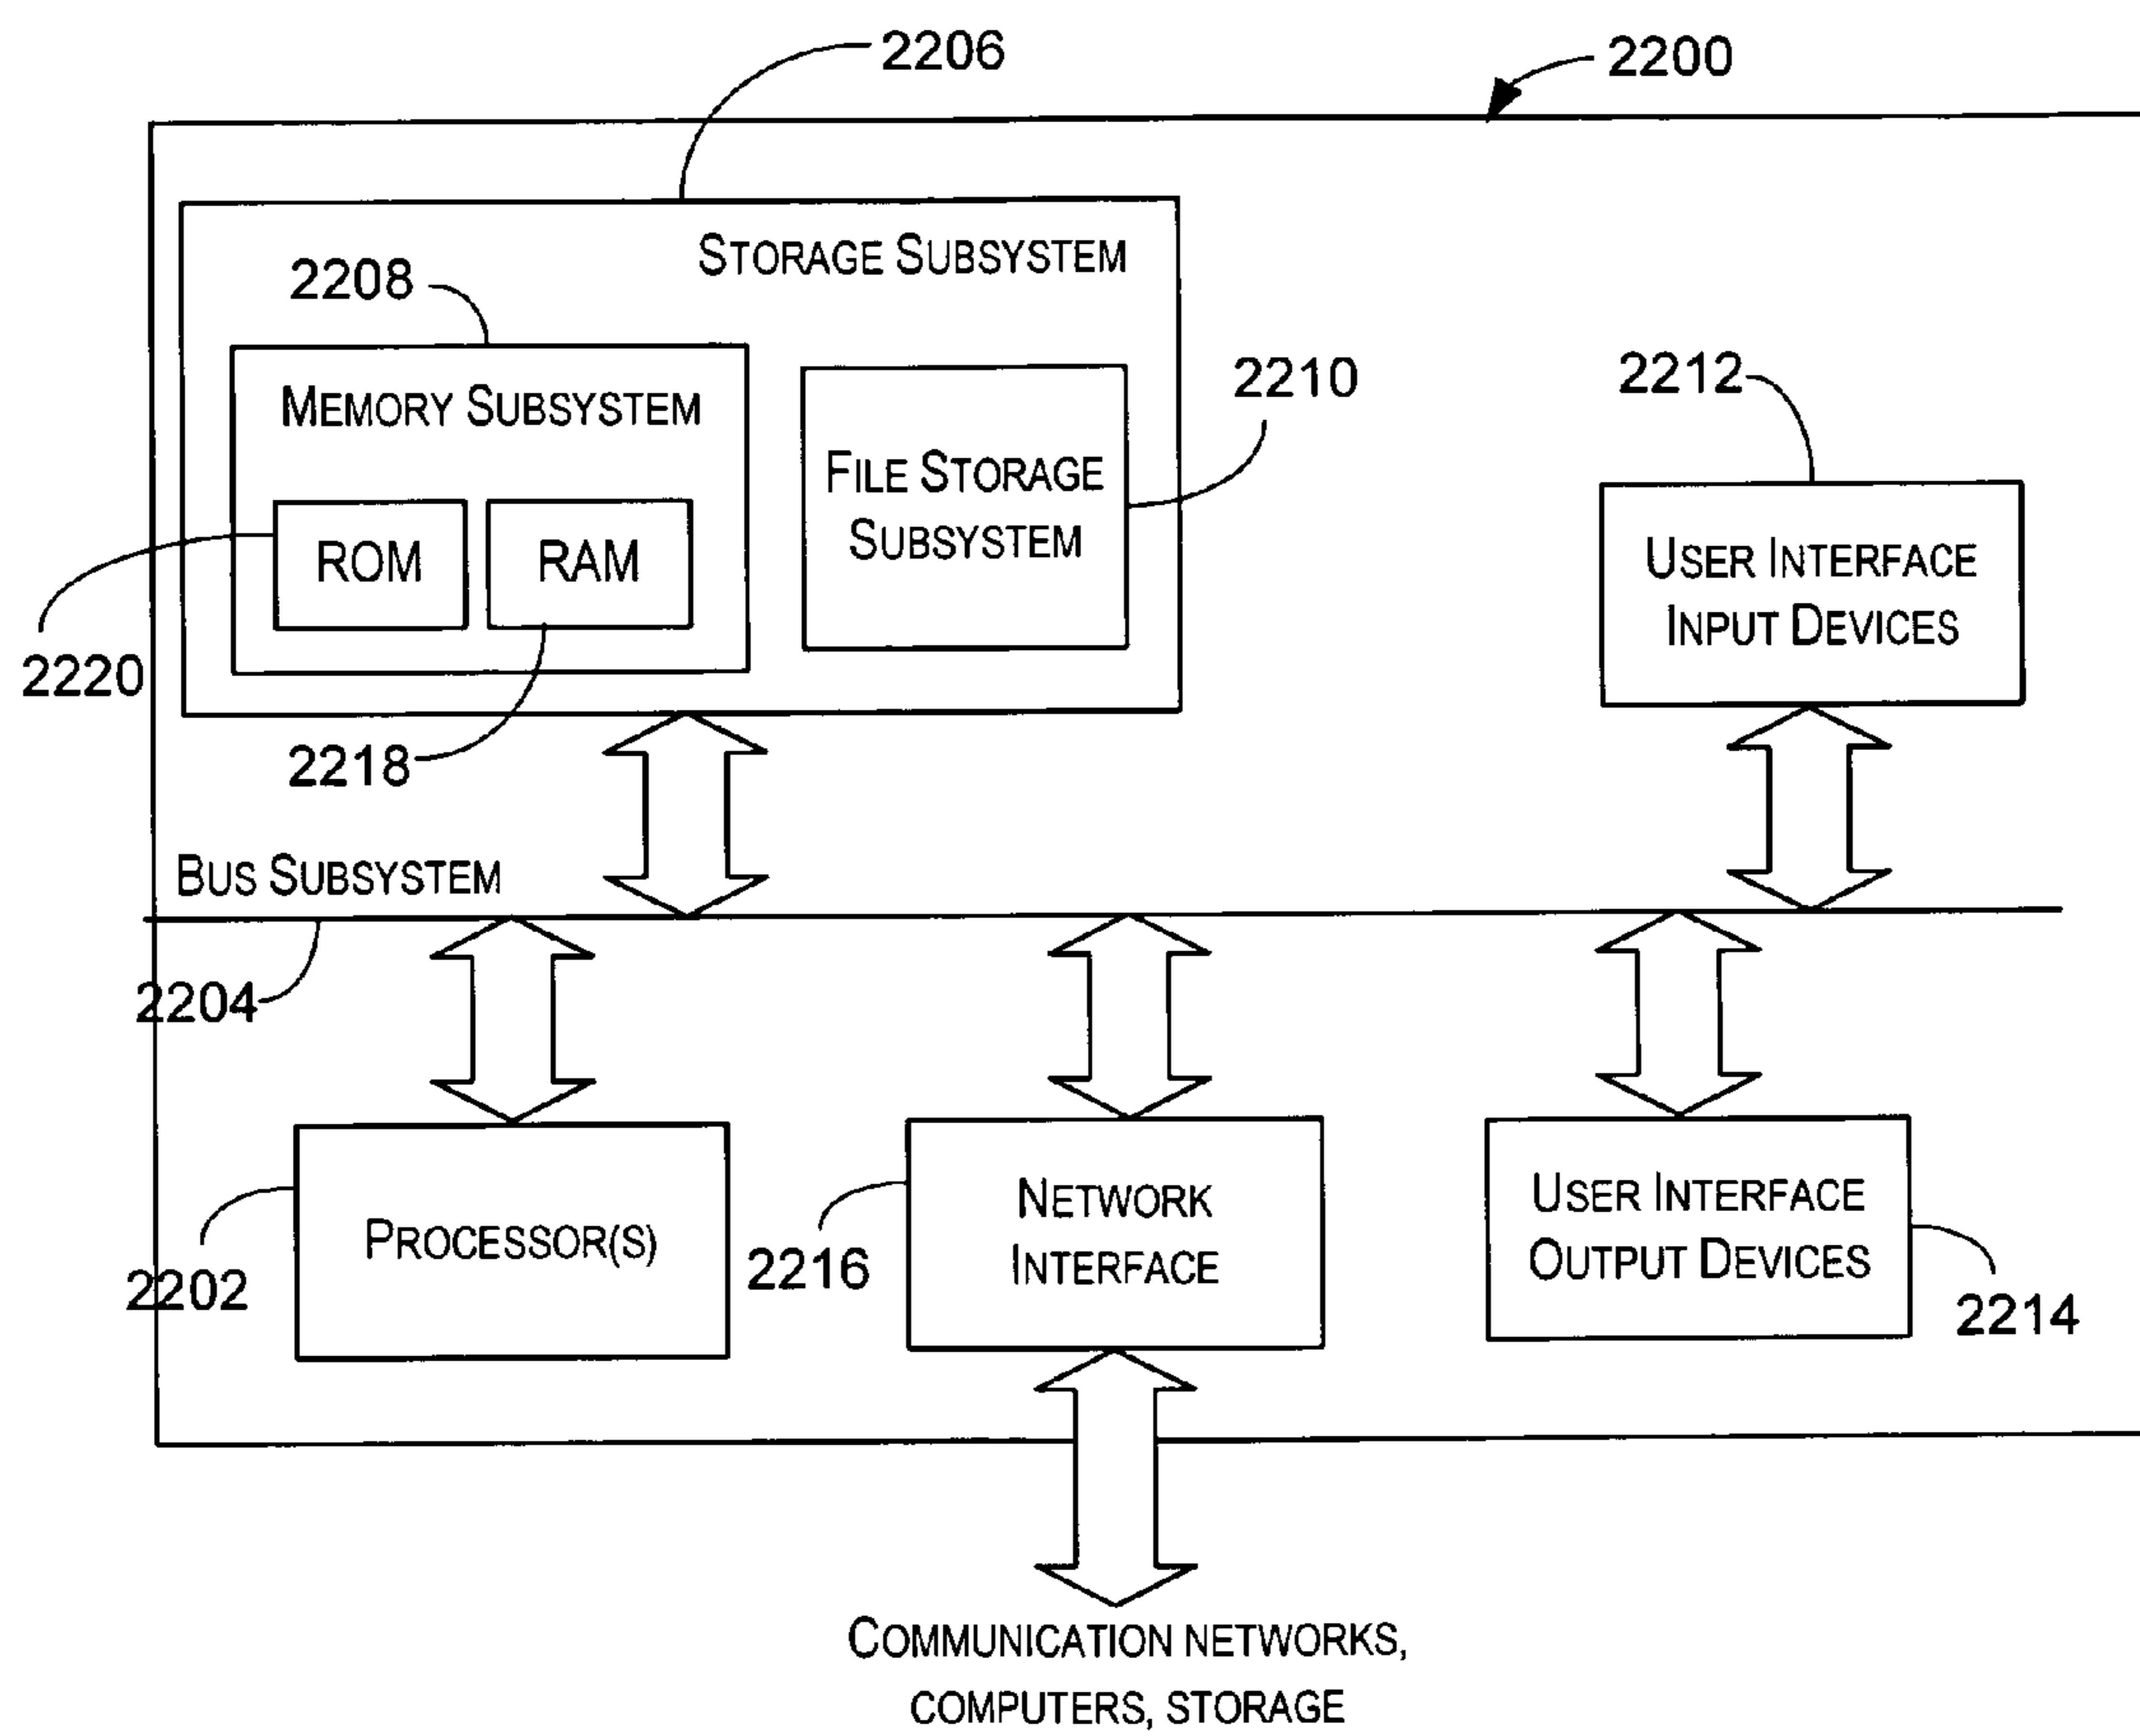 2206
2200
STORAGE SUBSYSTEM
2208
MEMORY SUBSYSTEM
2210
2212
FILE STORAGE
SUBSYSTEM
ROM
RAM
USER INTERFACE
INPUT DEVICES
2220
2218
BUS SUBSYSTEM
2204
PROCESSOR(S)
NETWORK
INTERFACE
USER INTERFACE
OUTPUT DEVICES
2202
2216
2214
COMMUNICATION NETWORKS,
COMPUTERS, STORAGE